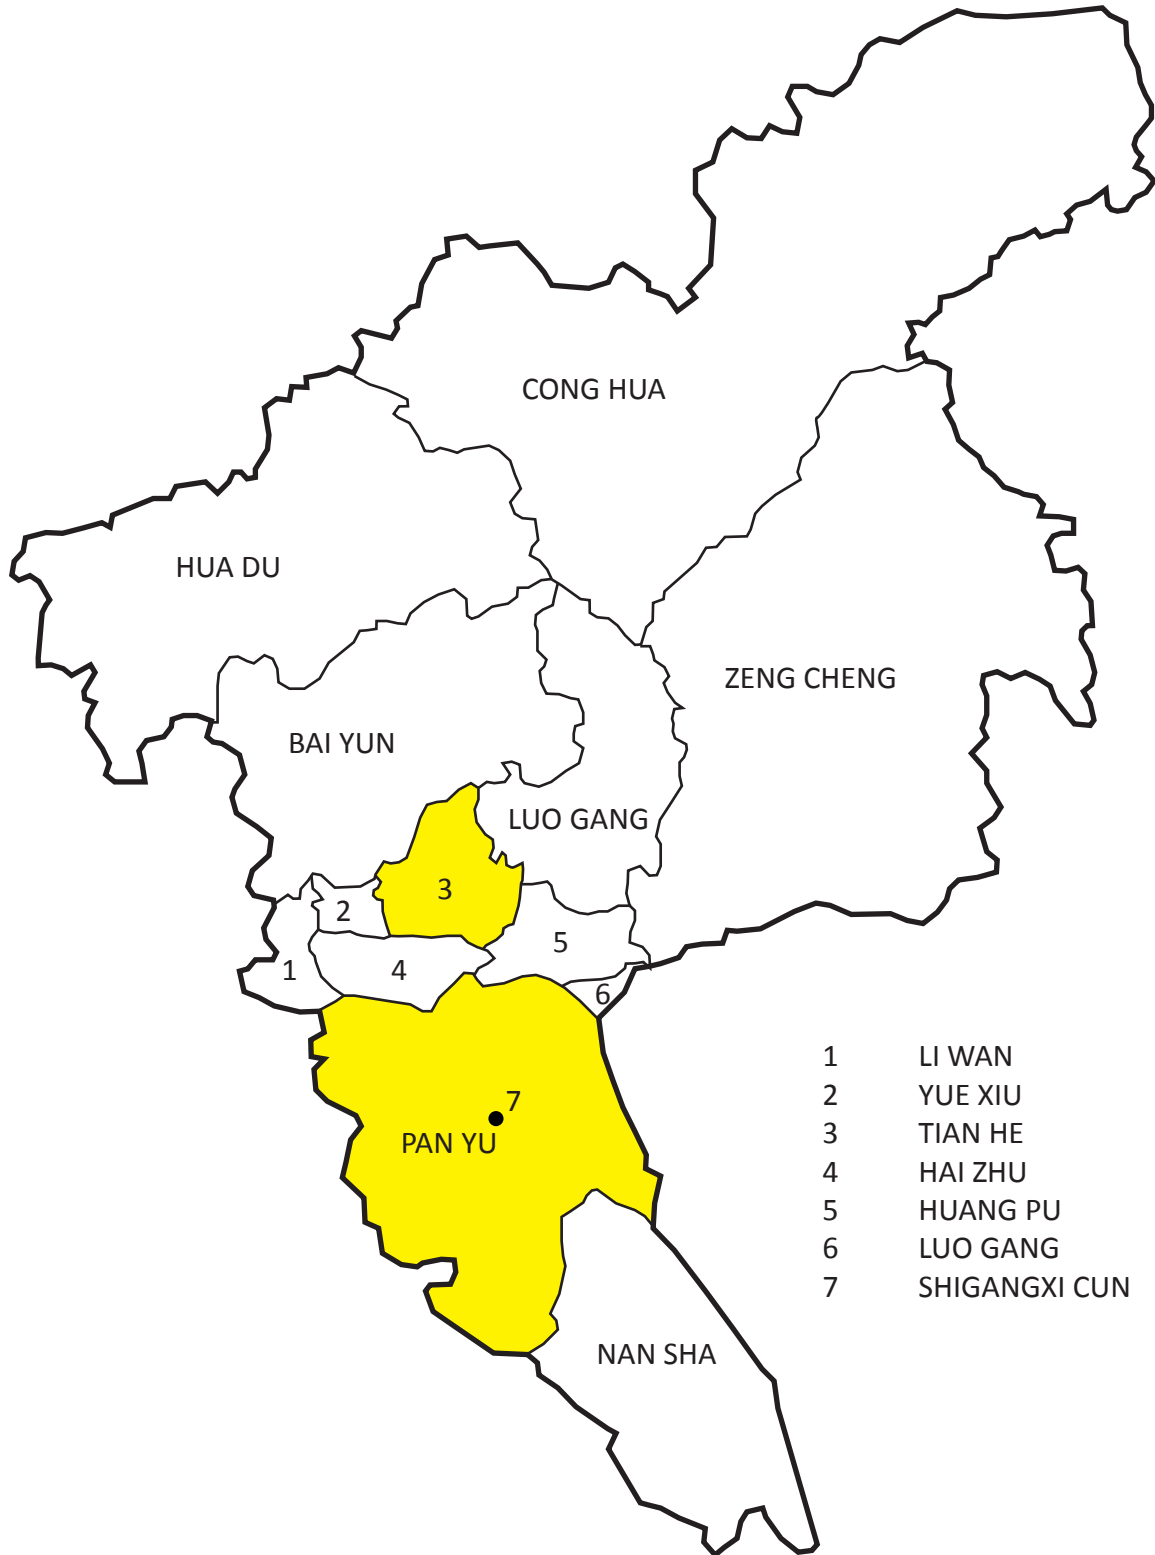 CONG HUA
HUA DU
ZENG CHENG
BAI YUN
LUO GANG
3
2
5
1
4
6
7
PAN YU
NAN SHA
1 LI WAN
2 YUE XIU
3 TIAN HE
4 HAI ZHU
5 HUANG PU
6 LUO GANG
7 SHIGANGXI CUN